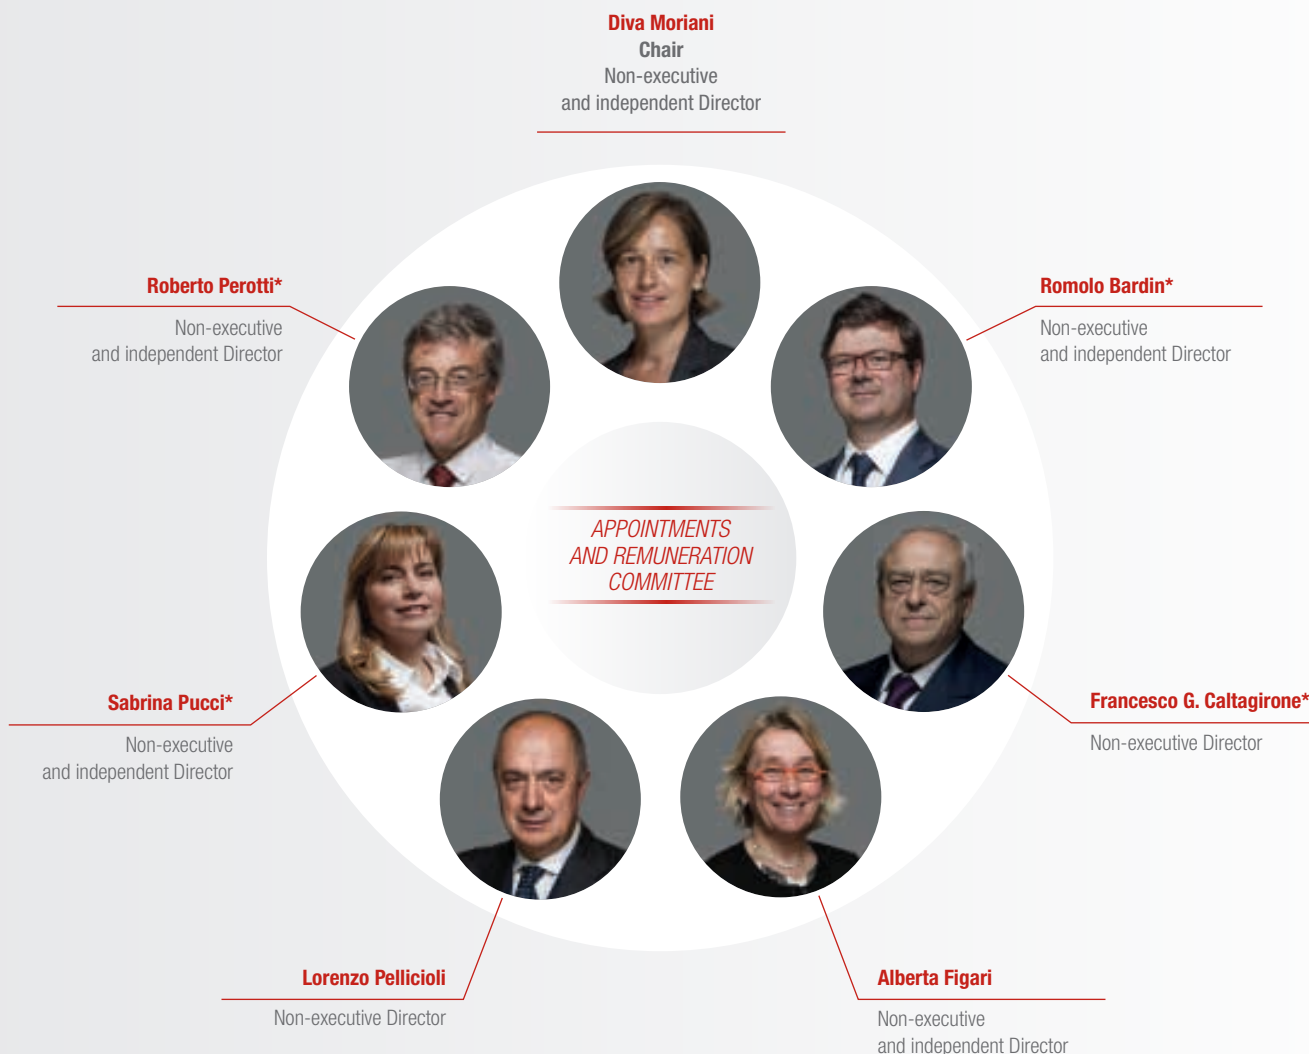 Diva Moriani
Chair
Non-executive
and independent Director
Roberto Perotti*
Non-executive
and independent Director
Romolo Bardin*
Non-executive
and independent Director
APPOINTMENTS
AND REMUNERATION
COMMITTEE
Sabrina Pucci*
Non-executive
and independent Director
Francesco G. Caltagirone*
Non-executive Director
Lorenzo Pellicioli
Non-executive Director
Alberta Figari
Non-executive
and independent Director